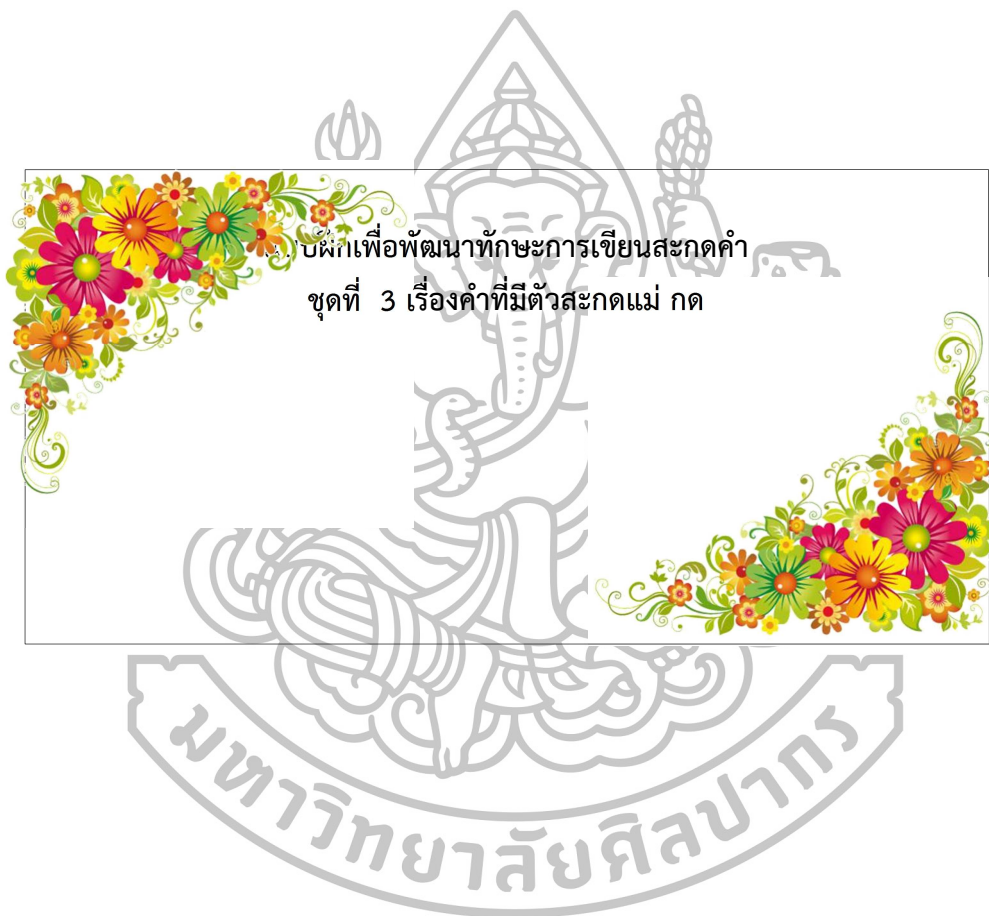 เพื่อพัฒนาทักษะการเขียนสะกดคำ
ชุดที่ 3 เรื่องคำที่มีตัวสะกดแม่ กด
มหาวิทยาลัยศิลปากร